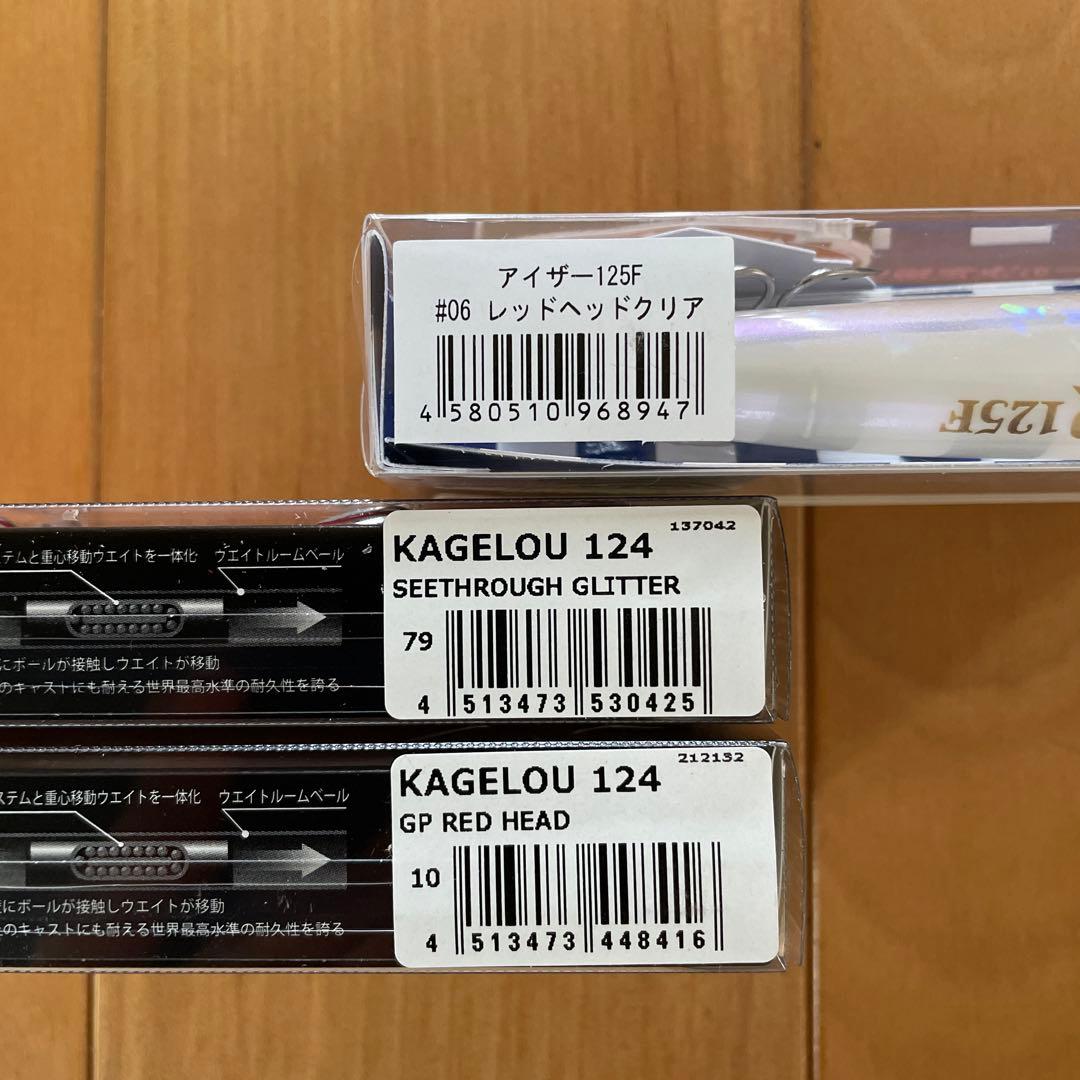 アイザー125F
#06 レッドヘッドクリア
4 580510 968947
125F
137042
KAGELOU 124
SEETHROUGH GLITTER
79
4 513473 530425
ステムと重心移動ウエイトを一体化 ウエイトルームベール
にボールが接触しウエイトが移動
のキャストにも耐える世界最高水準の耐久性を誇る
212132
KAGELOU 124
GP RED HEAD
10
4 513473 448416
ステムと重心移動ウエイトを一体化 ウエイトルームベール
にボールが接触しウエイトが移動
のキャストにも耐える世界最高水準の耐久性を誇る